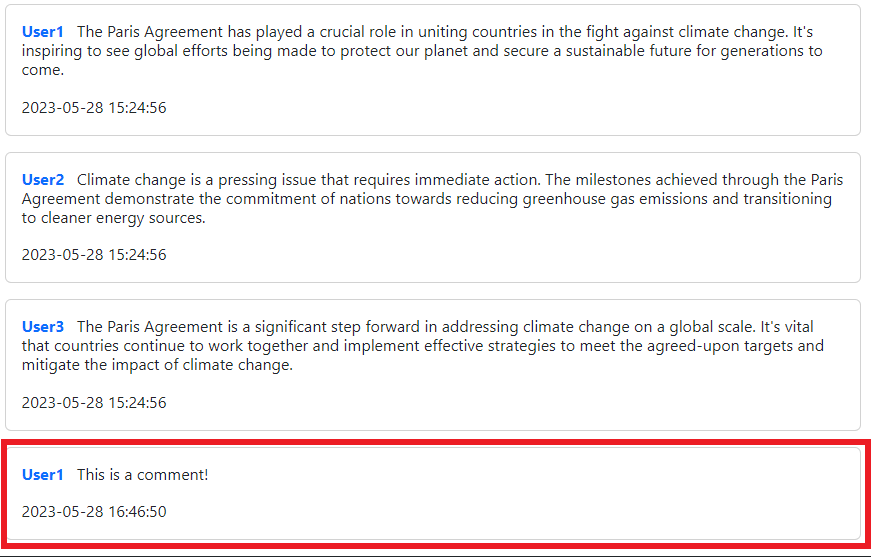 User1 The Paris Agreement has played a crucial role in uniting countries in the fight against climate change. It's
inspiring to see global efforts being made to protect our planet and secure a sustainable future for generations to
come.
2023-05-28 15:24:56
User2 Climate change is a pressing issue that requires immediate action. The milestones achieved through the Paris
Agreement demonstrate the commitment of nations towards reducing greenhouse gas emissions and transitioning
to cleaner energy sources.
2023-05-28 15:24:56
User3 The Paris Agreement is a significant step forward in addressing climate change on a global scale. It's vital
that countries continue to work together and implement effective strategies to meet the agreed-upon targets and
mitigate the impact of climate change.
2023-05-28 15:24:56
User1 This is a comment!
2023-05-28 16:46:50